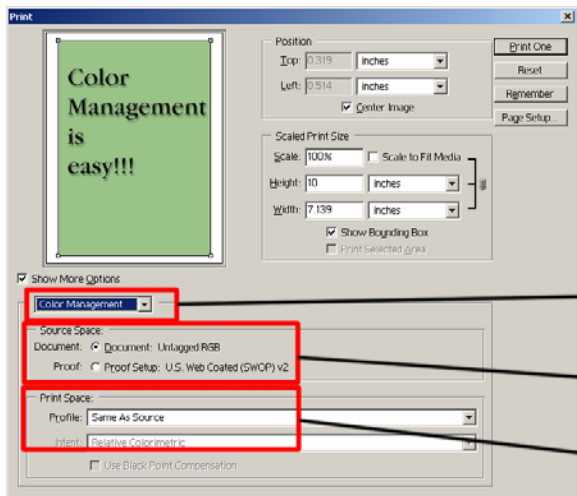 Print
Color
Management
is
easy!!!
Position
Top: 0.319 inches
Left: 0.514 inches
Center Image
Scaled Print Size
Scale: 100% Scale to Fit Media
Height: 10 inches
Width: 7.139 inches
Show Bounding Box
Print Selected Area
Print One
Reset
Remember
Page Setup...
Show More Options
Color Management
Source Space:
Document: Document: Untagged RGB
Proof: Proof Setup: U.S. Web Coated (SWOP) v2
Print Space:
Profile: Same As Source
Intent: Relative Colorimetric
Use Black Point Compensation